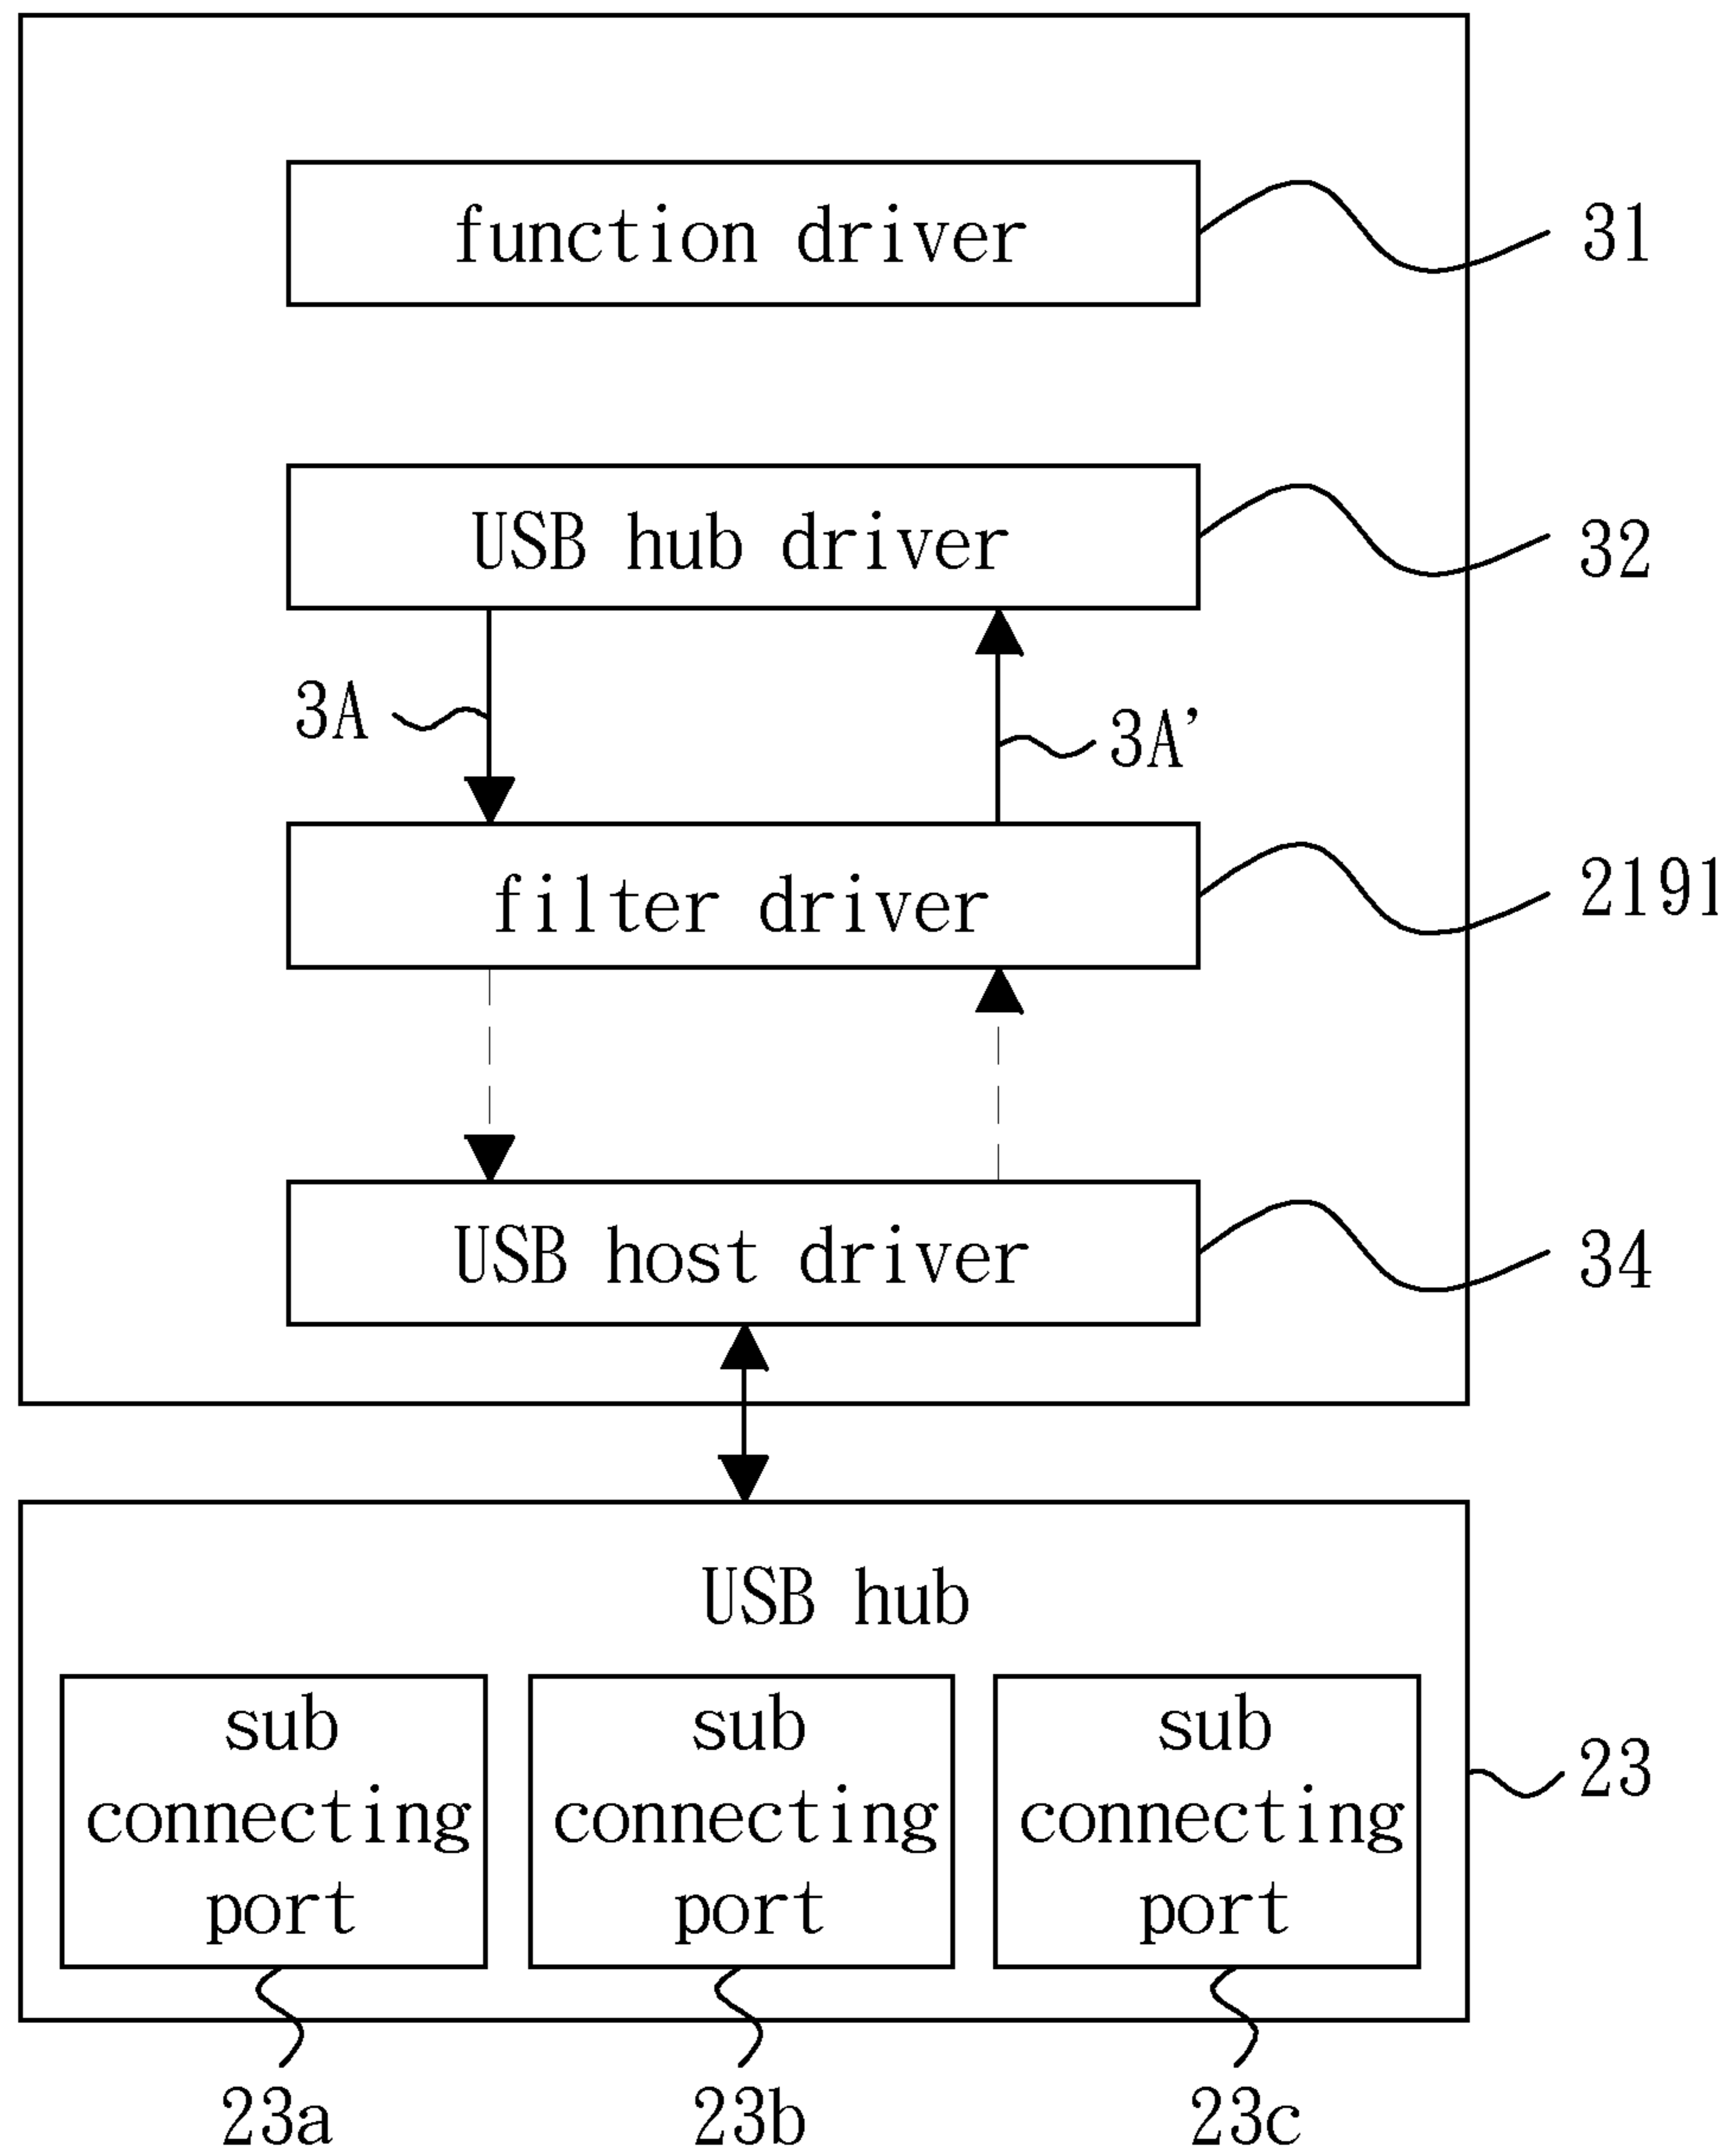 function driver
31
USB hub driver
32
3A
3A’
filter driver
2191
USB host driver
34
USB hub
sub
connecting
port
sub
connecting
port
sub
connecting
port
23
23a
23b
23c